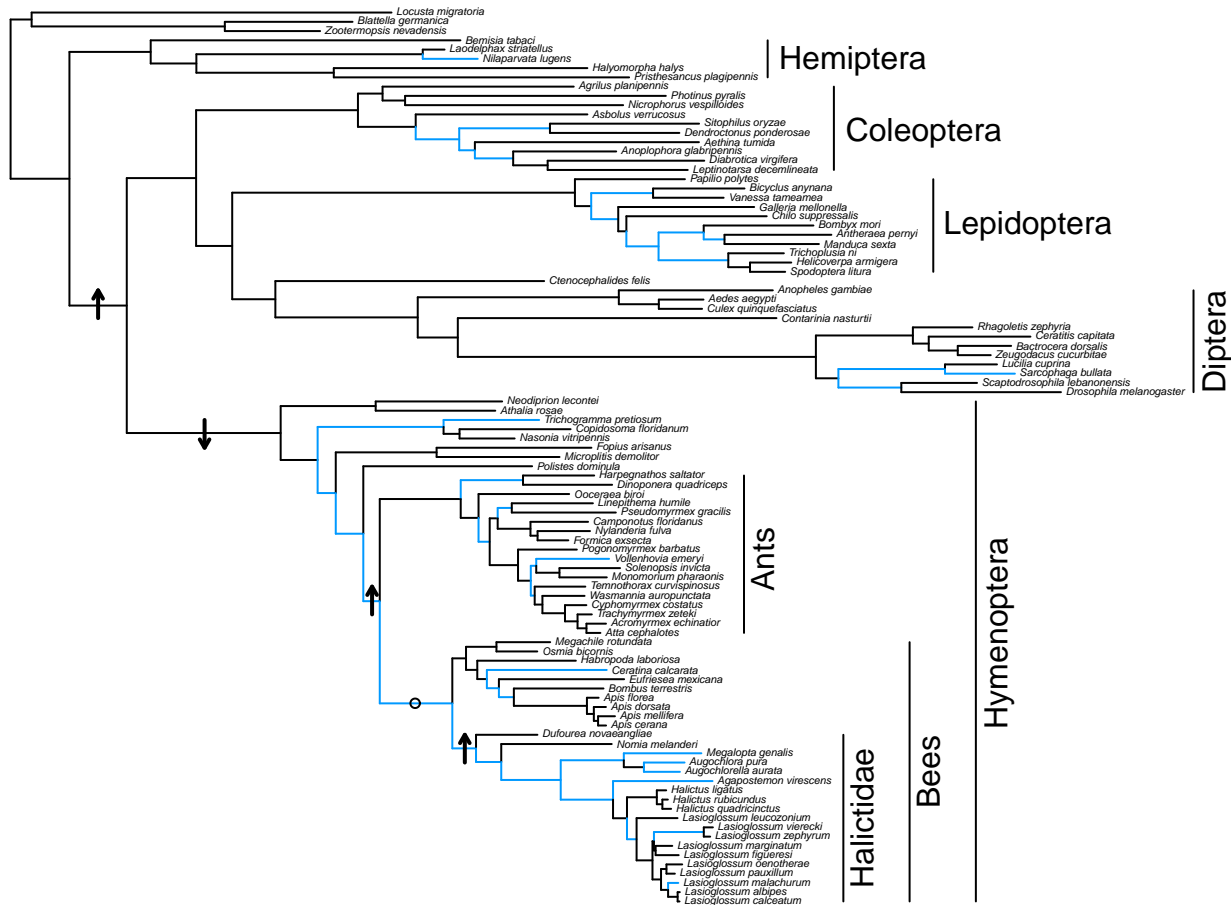 Locusta migratoria
Blattella germanica
Zootermopsis nevadensis
Bemisia tabaci
Laodelphax striatellus
Nilaparvata lugens
Halyomorpha halys
Pristhesancus plagipennis
Hemiptera
Agrilus planipennis
Photinus pyralis
Nicrophorus vespilloides
Asbolus verrucosus
Sitophilus oryzae
Dendroctonus ponderosae
Aethina tumida
Anoplophora glabripennis
Diabrotica virgifera
Leptinotarsa decemlineata
Coleoptera
Papilio polytes
Bicyclus anynana
Vanessa tameamea
Galleria mellonella
Chilo suppressalis
Bombyx mori
Antheraea pernyi
Manduca sexta
Trichoplusia ni
Helicoverpa armigera
Spodoptera litura
Lepidoptera
Ctenocephalides felis
Anopheles gambiae
Aedes aegypti
Culex quinquefasciatus
Contarinia nasturtii
Rhagoletis zephyria
Ceratitis capitata
Bactrocera dorsalis
Zeugodacus cucurbitae
Lucilia cuprina
Sarcophaga bullata
Scaptodrosophila lebanonensis
Drosophila melanogaster
Diptera
Neodiprion lecontei
Athalia rosae
Trichogramma pretiosum
Copidosoma floridanum
Nasonia vitripennis
Fopius arisanus
Microplitis demolitor
Polistes dominula
Harpegnathos saltator
Dinoponera quadriceps
Ooceraea biroi
Linepithema humile
Pseudomyrmex gracilis
Camponotus floridanus
Nylanderia fulva
Formica exsecta
Pogonomyrmex barbatus
Vollenhovia emeryi
Solenopsis invicta
Monomorium pharaonis
Temnothorax curvispinosus
Wasmannia auropunctata
Cyphomyrmex costatus
Trachymyrmex zeteki
Acromyrmex echinatior
Atta cephalotes
Ants
Megachile rotundata
Osmia bicornis
Habropoda laboriosa
Ceratina calcarata
Eufriesea mexicana
Bombus terrestris
Apis florea
Apis dorsata
Apis mellifera
Apis cerana
Dufourea novaeangliae
Nomia melanderi
Megalopta genalis
Augochlora pura
Augochlorella aurata
Agapostemon virescens
Halictus ligatus
Halictus rubicundus
Halictus quadricinctus
Lasioglossum leucozonium
Lasioglossum vierecki
Lasioglossum zephyrum
Lasioglossum marginatum
Lasioglossum figueresi
Lasioglossum oenotherae
Lasioglossum pauxillum
Lasioglossum malachurum
Lasioglossum albipes
Lasioglossum calceatum
Halictidae
Bees
Hymenoptera